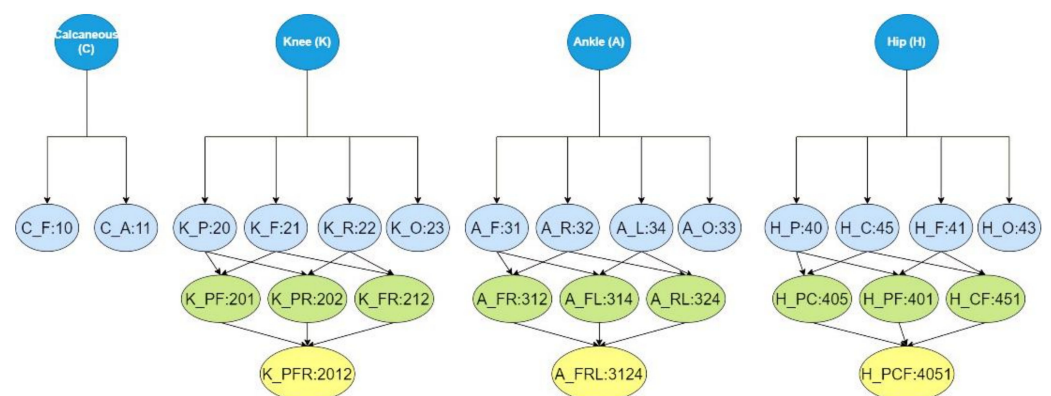 Calcaneous
(C)
Knee (K)
Ankle (A)
Hip (H)
C_F:10
C_A:11
K_P:20
K_F:21
K_R:22
K_O:23
A_F:31
A_R:32
A_L:34
A_O:33
H_P:40
H_C:45
H_F:41
H_O:43
K_PF:201
K_PR:202
K_FR:212
A_FR:312
A_FL:314
A_RL:324
H_PC:405
H_PF:401
H_CF:451
K_PFR:2012
A_FRL:3124
H_PCF:4051